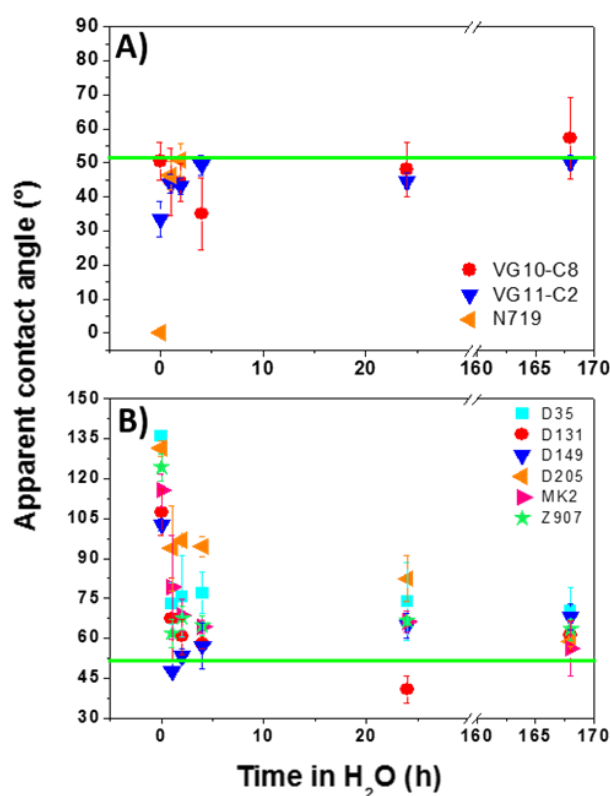 Apparent contact angle (°)
A)
90
80
70
60
50
40
30
20
10
0
VG10-C8
VG11-C2
N719
0 10 20 160 165 170
B)
150
135
120
105
90
75
60
45
30
D35
D131
D149
D205
MK2
Z907
0 10 20 160 165 170
Time in H₂O (h)